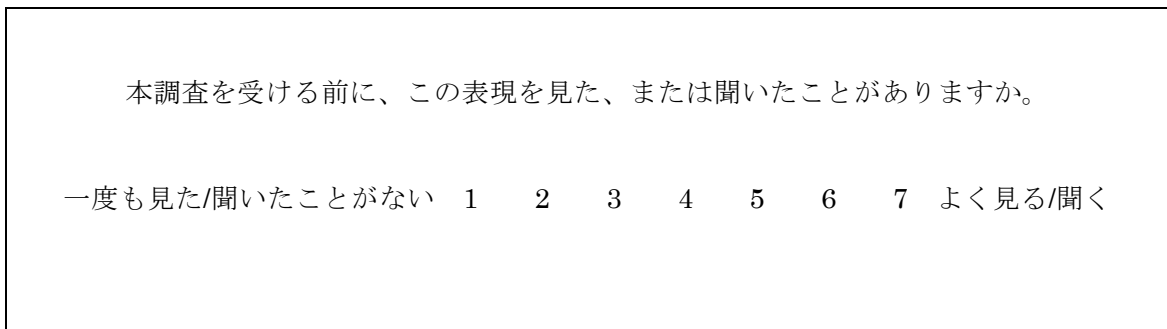 本調査を受ける前に、この表現を見た、または聞いたことがありますか。
一度も見た/聞いたことがない 1 2 3 4 5 6 7 よく見る/聞く